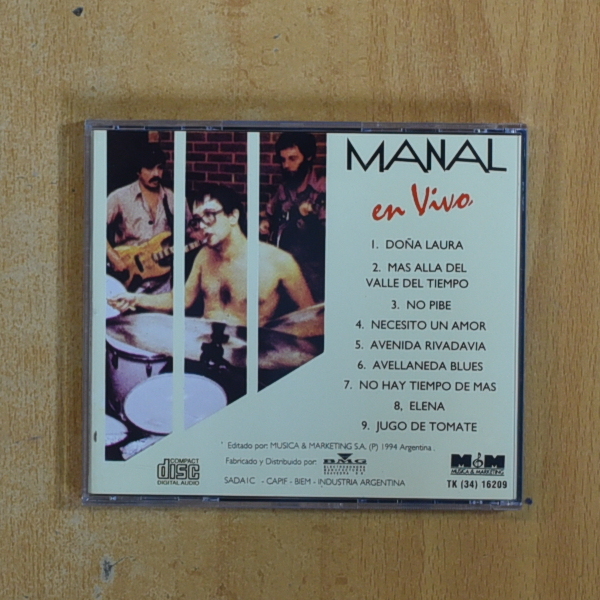 MANAL
en Vivo
1. DOÑA LAURA
2. MAS ALLA DEL
VALLE DEL TIEMPO
3. NO PIBE
4. NECESITO UN AMOR
5. AVENIDA RIVADAVIA
6. AVELLANEDA BLUES
7. NO HAY TIEMPO DE MAS
8, ELENA
9. JUGO DE TOMATE
Editado por: MUSICA & MARKETING S.A. (P) 1994 Argentina .
Fabricado y Distribuido por:
BMG
COMPACT
disc
DIGITAL AUDIO
SADAIC - CAPIF - BIEM - INDUSTRIA ARGENTINA
M&M
MUSICA & MARKETING
TK (34) 16209